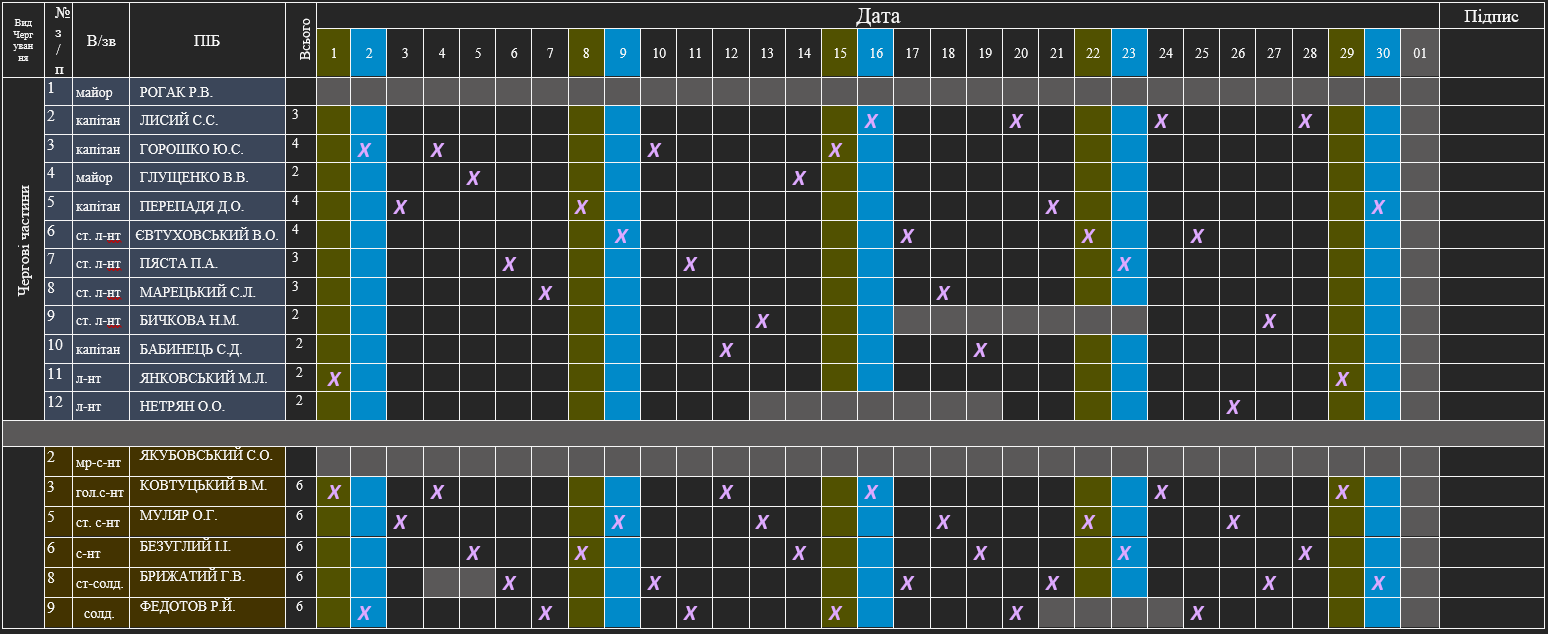 Вид Черг уван ня № з / п В/зв ПІБ Всього Дата Підпис
1 2 3 4 5 6 7 8 9 10 11 12 13 14 15 16 17 18 19 20 21 22 23 24 25 26 27 28 29 30 01
Чергові частини
1 майор РОГАК Р.В.
2 капітан ЛИСИЙ С.С. 3 X X X X
3 капітан ГОРОШКО Ю.С. 4 X X X X
4 майор ГЛУЩЕНКО В.В. 2 X X
5 капітан ПЕРЕПАДЯ Д.О. 4 X X X X
6 ст. л-нт ЄВТУХОВСЬКИЙ В.О. 4 X X X X
7 ст. л-нт ПЯСТА П.А. 3 X X X
8 ст. л-нт МАРЕЦЬКИЙ С.Л. 3 X X
9 ст. л-нт БИЧКОВА Н.М. 2 X X
10 капітан БАБИНЕЦЬ С.Д. 2 X X
11 л-нт ЯНКОВСЬКИЙ М.Л. 2 X X
12 л-нт НЕТРЯН О.О. 2 X
2 мр-с-нт ЯКУБОВСЬКИЙ С.О.
3 гол.с-нт КОВТУЦЬКИЙ В.М. 6 X X X X X X
5 ст. с-нт МУЛЯР О.Г. 6 X X X X X X
6 с-нт БЕЗУГЛИЙ І.І. 6 X X X X X X
8 ст-солд. БРИЖАТИЙ Г.В. 6 X X X X X X
9 солд. ФЕДОТОВ Р.Й. 6 X X X X X X